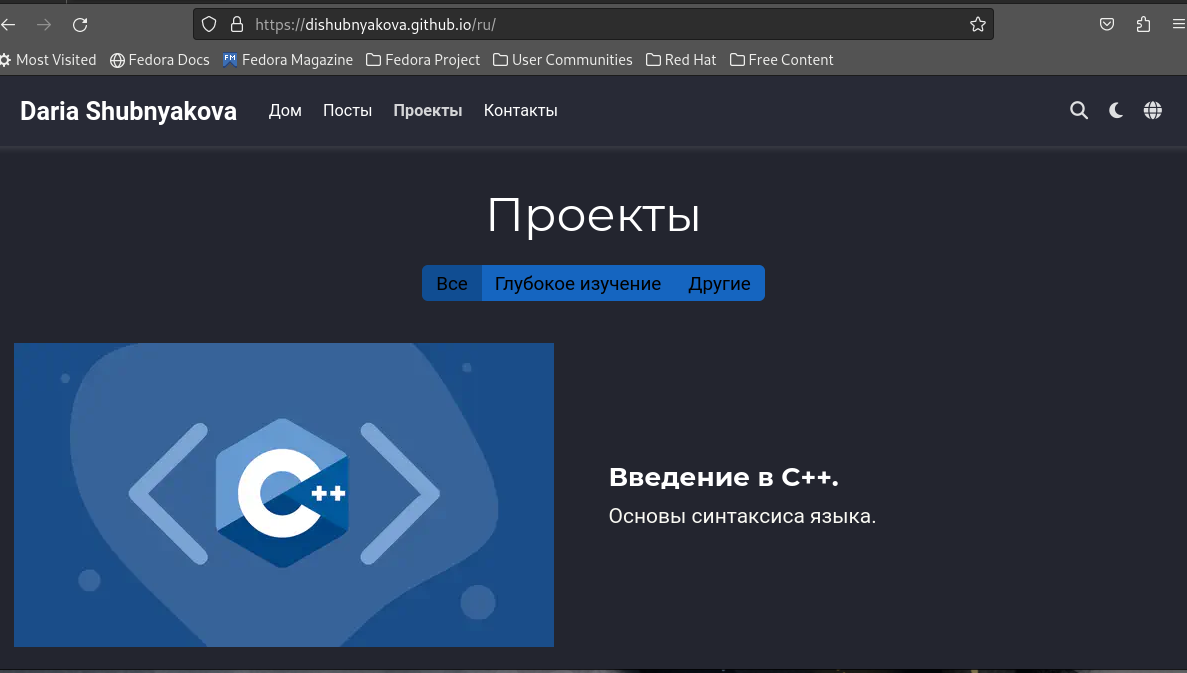 https://dishubnyakova.github.io/ru/
Most Visited Fedora Docs FM Fedora Magazine Fedora Project User Communities Red Hat Free Content
Daria Shubnyakova Дом Посты Проекты Контакты
Проекты
Все Глубокое изучение Другие
C++
Введение в C++.
Основы синтаксиса языка.